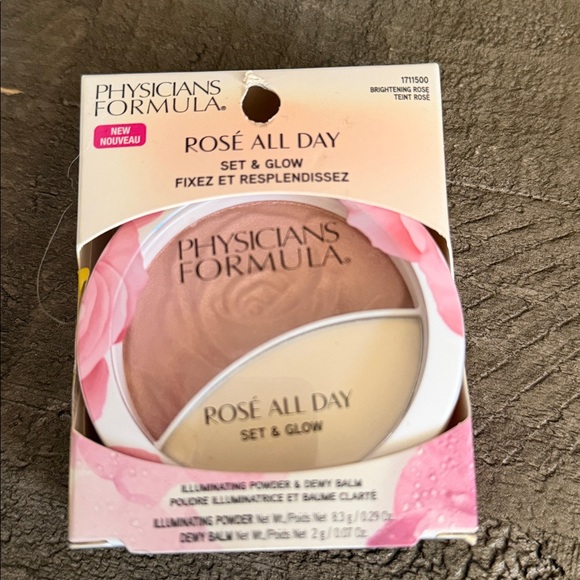 PHYSICIANS
FORMULA®
1711500
BRIGHTENING ROSE
TEINT ROSÉ
NEW
NOUVEAU
ROSÉ ALL DAY
SET & GLOW
FIXEZ ET RESPLENDISSEZ
PHYSICIANS
FORMULA®
ROSÉ ALL DAY
SET & GLOW
ILLUMINATING POWDER & DEWY BALM
POUDRE ILLUMINATRICE ET BAUME CLARTÉ
ILLUMINATING POWDER Net Wt./Poids Net 8.3g / 0.29 Oz.
DEWY BALM Net Wt./Poids Net 2g / 0.07 Oz.